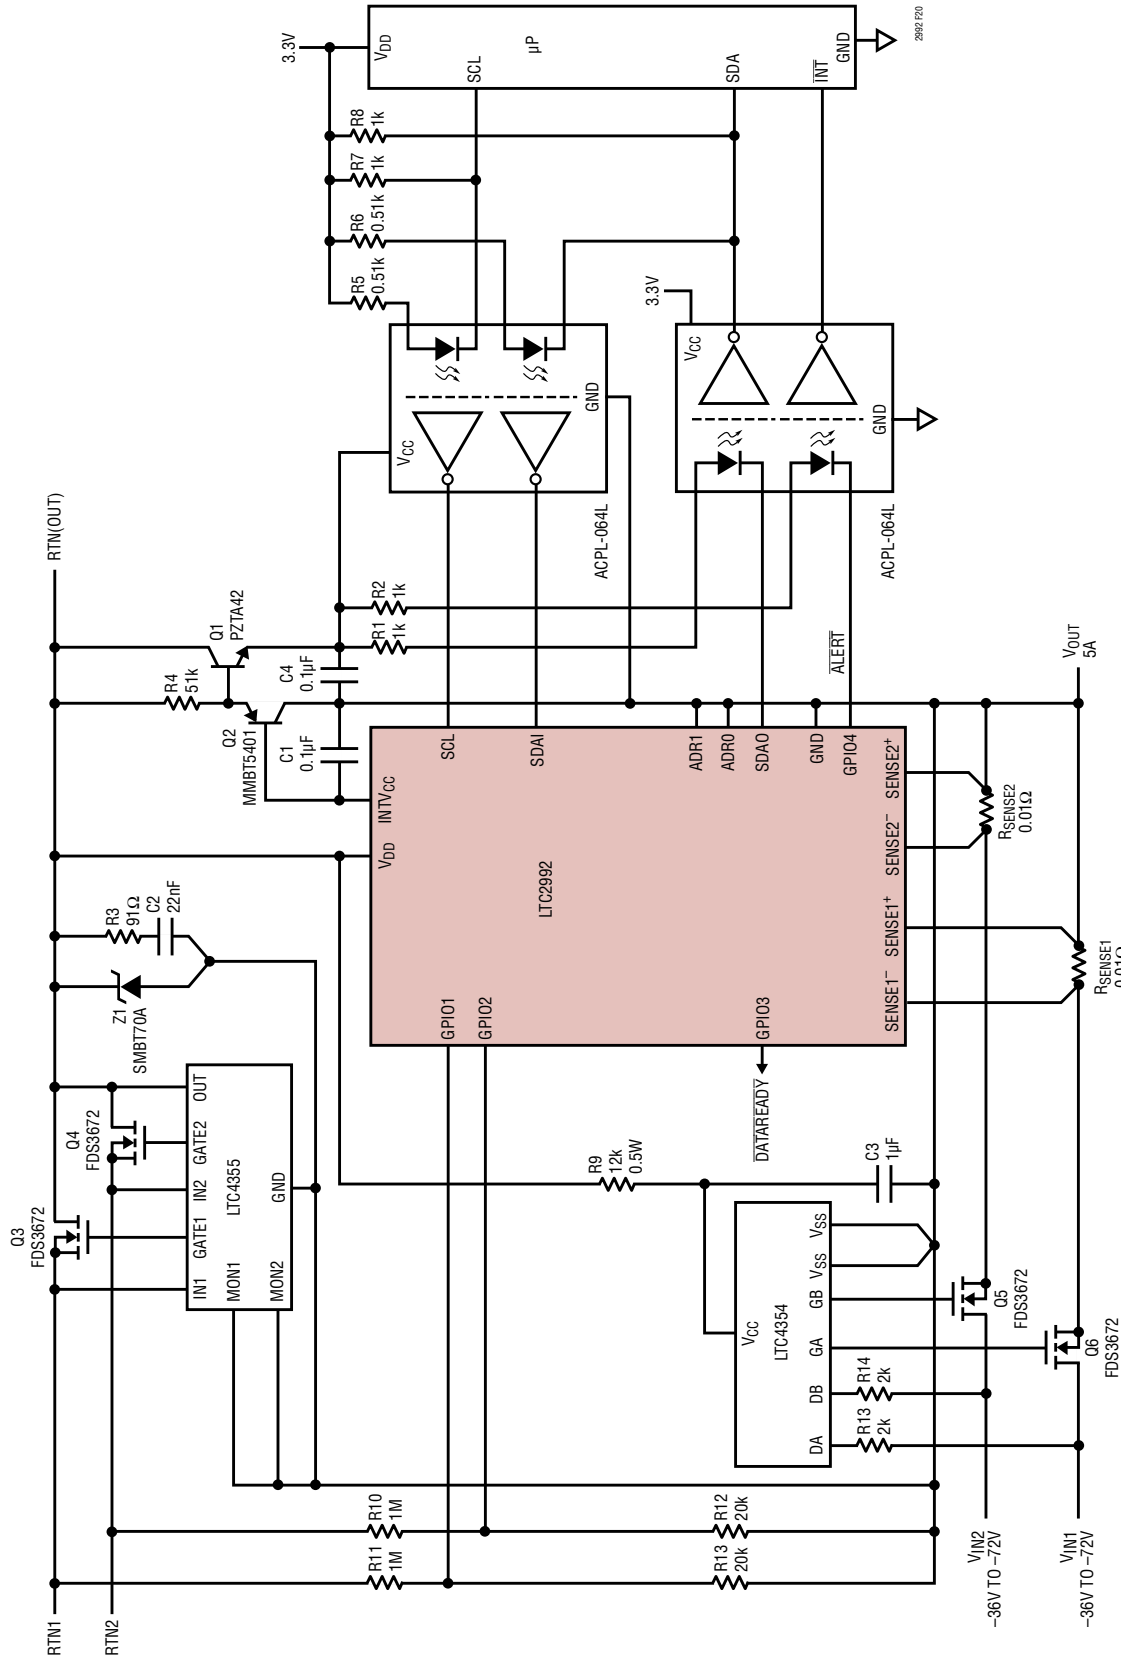 RTN1
RTN2
RTN(OUT)
Q3
FDS3672
Q4
FDS3672
Z1
SMBT70A
R3
91Ω
C2
22nF
IN1
GATE1
IN2
GATE2
OUT
LTC4355
MON1
MON2
GND
R4
51k
Q1
PZTA42
Q2
MMBT5401
C1
0.1µF
C4
0.1µF
R1
1k
R2
1k
3.3V
R5
0.51k
R6
0.51k
R7
1k
R8
1k
VDD
SCL
µP
SDA
INT
GND
VCC
GND
ACPL-064L
3.3V
VCC
GND
ACPL-064L
VDD
INTVCC
SCL
SDAI
ADR1
ADR0
SDAO
GND
GPIO4
ALERT
LTC2992
GPIO1
GPIO2
GPIO3
DATAREADY
SENSE1–
SENSE1+
SENSE2–
SENSE2+
R9
12k
0.5W
C3
1µF
VCC
LTC4354
DA
DB
GA
GB
VSS
VSS
R13
2k
R14
2k
R11
1M
R10
1M
R13
20k
R12
20k
Q5
FDS3672
Q6
FDS3672
RSENSE2
0.01Ω
RSENSE1
VOUT
5A
VIN2
–36V TO –72V
VIN1
–36V TO –72V
2992 F20